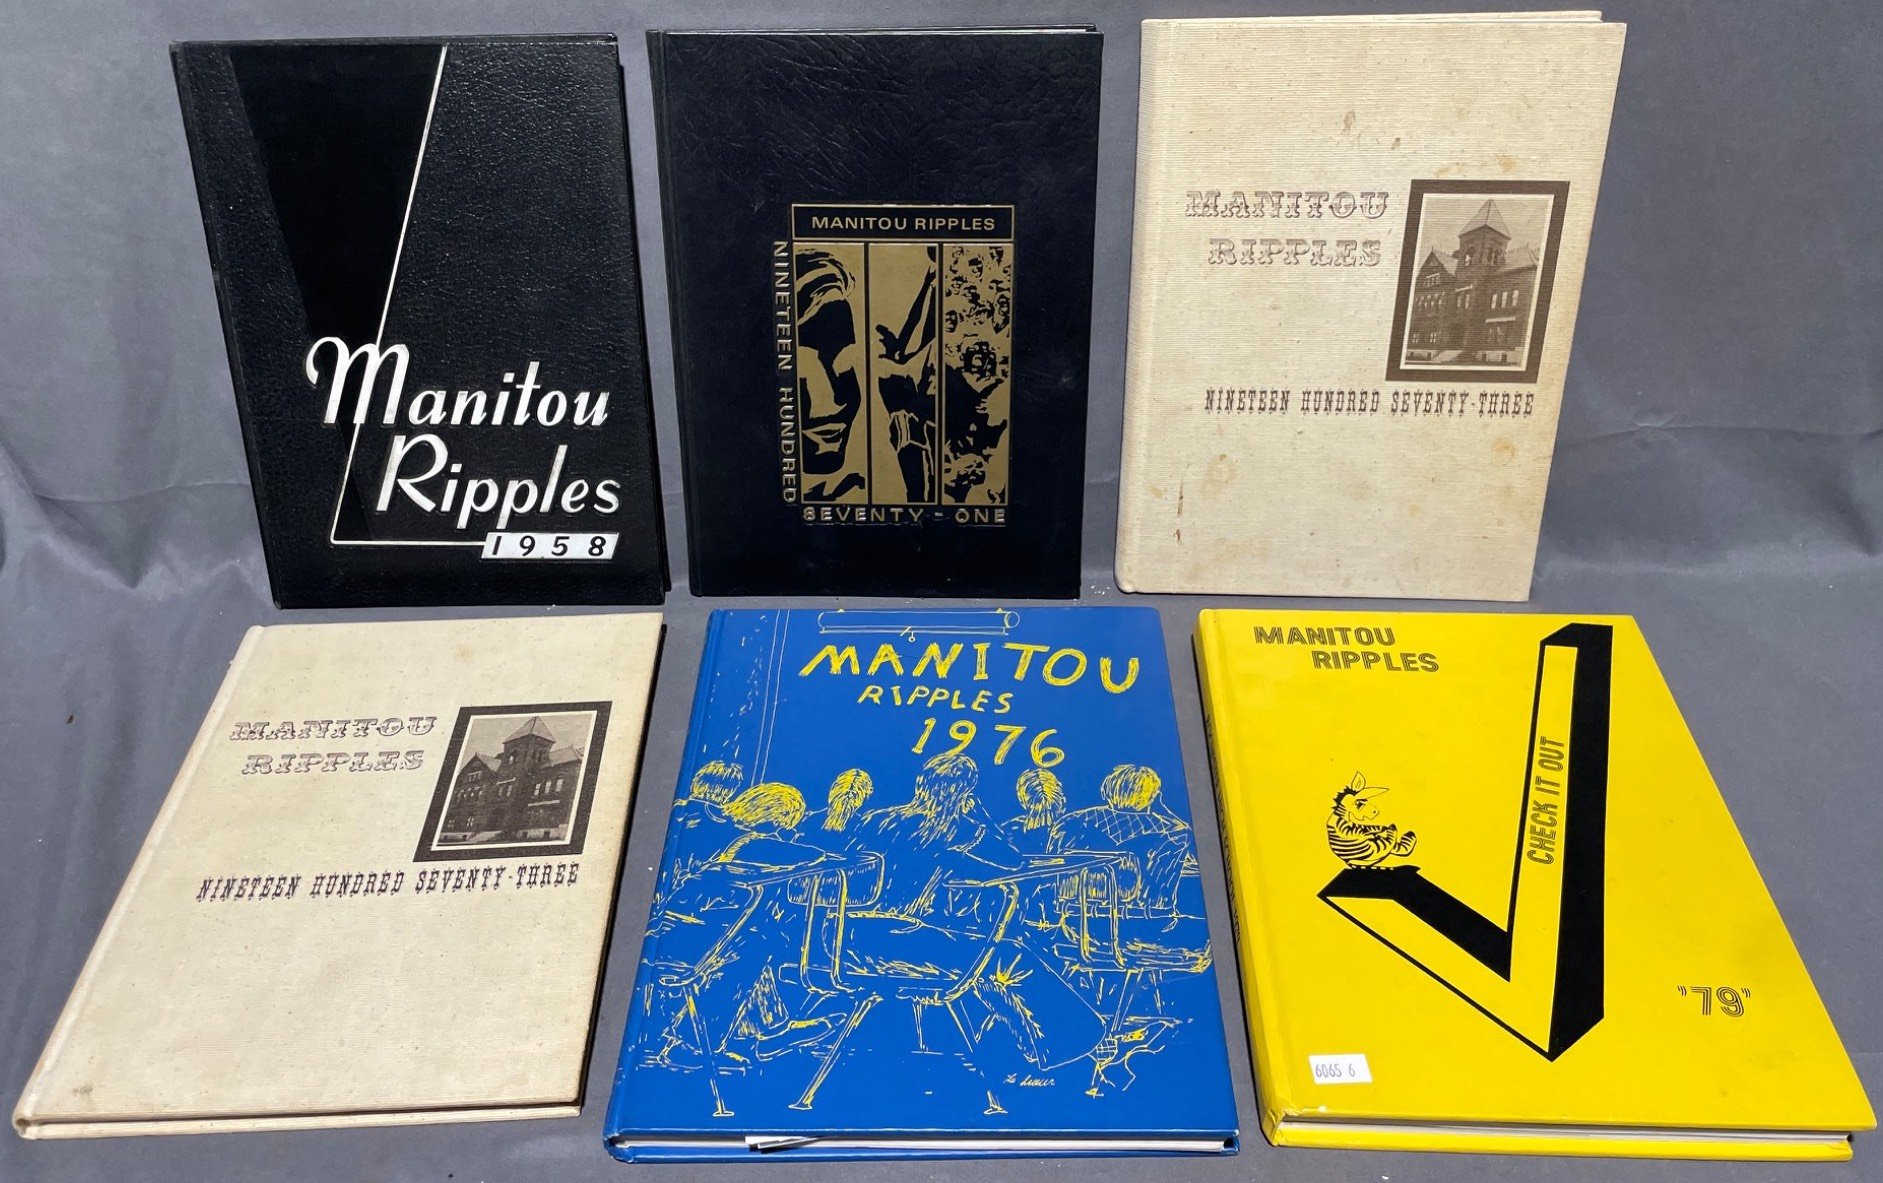 Manitou
Ripples
1958
MANITOU RIPPLES
NINETEEN HUNDRED
SEVENTY-ONE
MANITOU
RIPPLES
NINETEEN HUNDRED SEVENTY-THREE
MANITOU
RIPPLES
NINETEEN HUNDRED SEVENTY-THREE
MANITOU
RIPPLES
1976
MANITOU
RIPPLES
CHECK IT OUT
"79"
6065 6